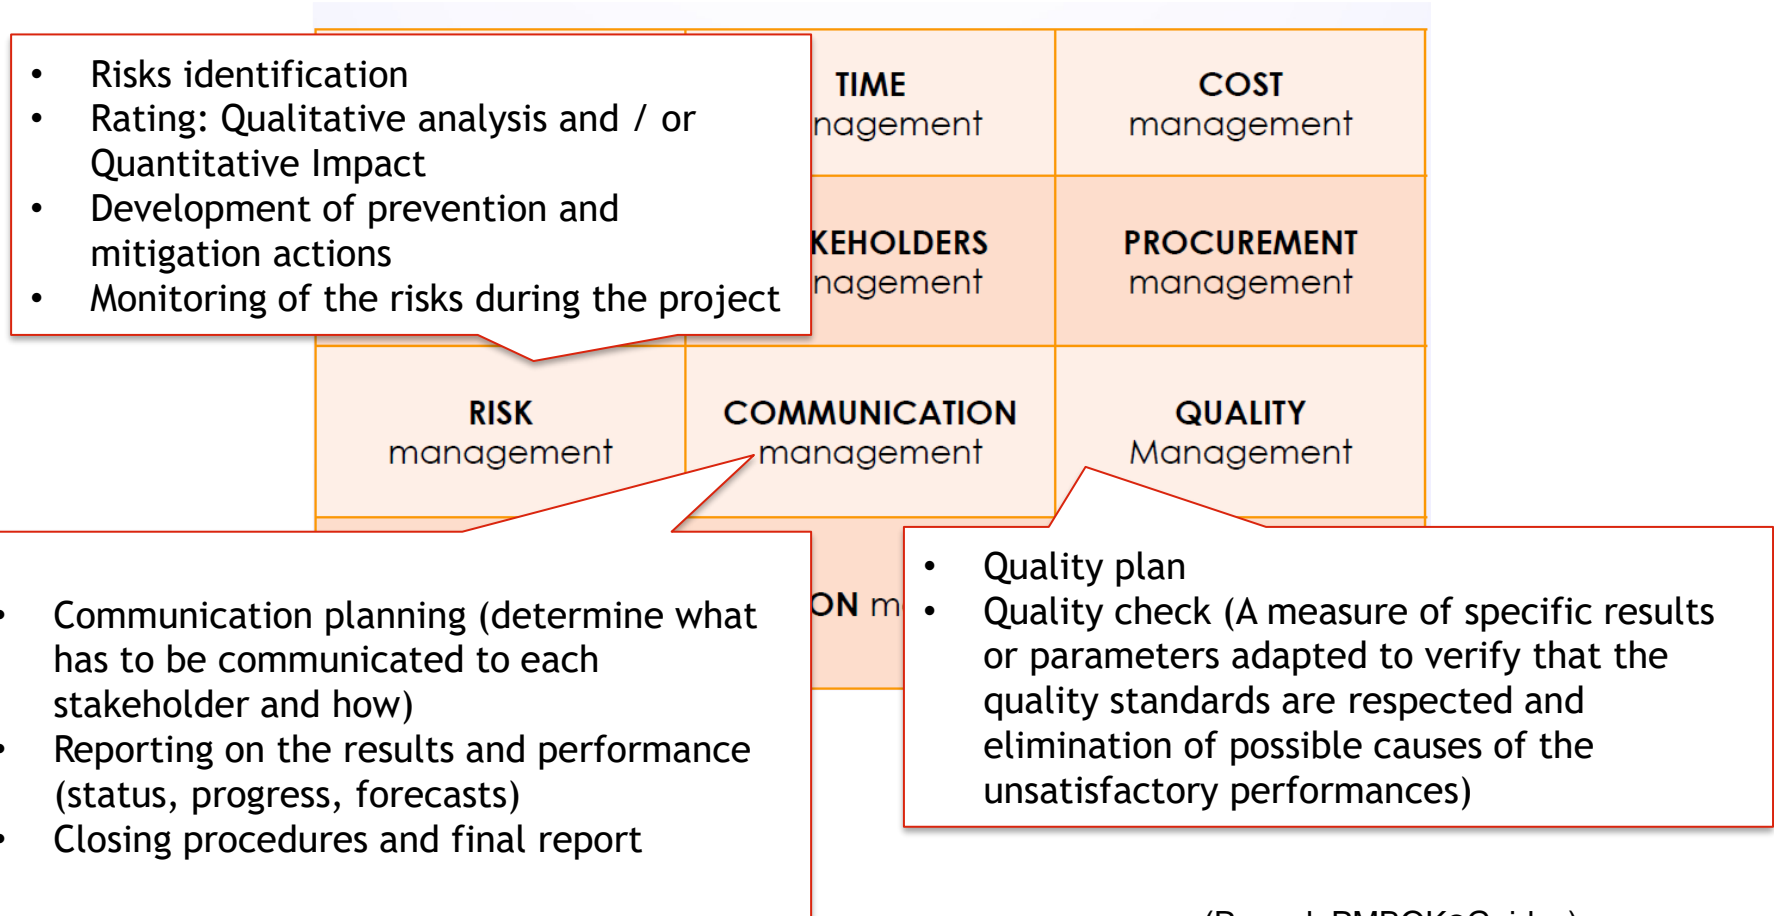 • Risks identification
• Rating: Qualitative analysis and / or
Quantitative Impact
• Development of prevention and
mitigation actions
• Monitoring of the risks during the project
TIME
COST
management
PROCUREMENT
management
RISK
management
COMMUNICATION
management
QUALITY
Management
• Communication planning (determine what
has to be communicated to each
stakeholder and how)
• Reporting on the results and performance
(status, progress, forecasts)
• Closing procedures and final report
• Quality plan
• Quality check (A measure of specific results
or parameters adapted to verify that the
quality standards are respected and
elimination of possible causes of the
unsatisfactory performances)